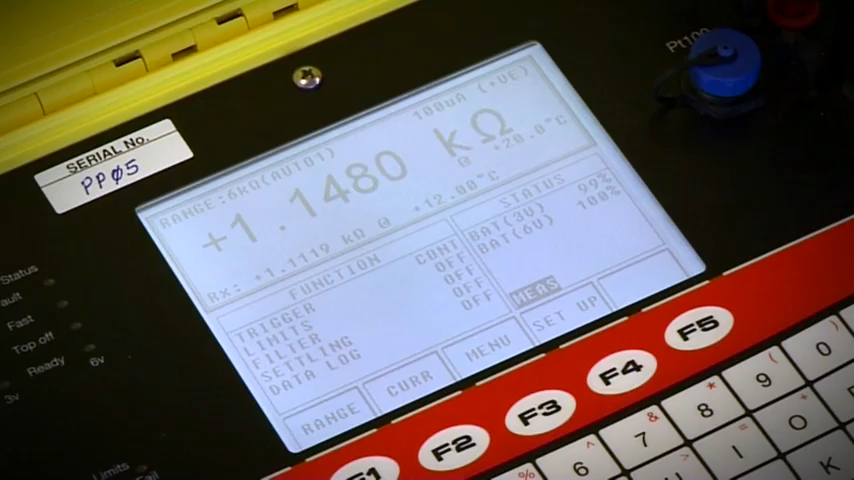 Pt100
SERIAL No.
PPØ5
RANGE:6kΩ(AUTO1) 100uA (+VE)
+1.1480 kΩ
@ +20.0°C
Rx: +1.1119 kΩ @ +12.00°C
FUNCTION
TRIGGER CONT
LIMITS OFF
FILTER OFF
SETTLING OFF
DATA LOG
STATUS
BAT(3V) 99%
BAT(6V) 100%
MEAS
RANGE CURR MENU SET UP
Status
Fast
Top off
Ready
3v 6v
Limits
F1 F2 F3 F4 F5
% ^ & * ( )
6 7 8 9 0
> = + O
K